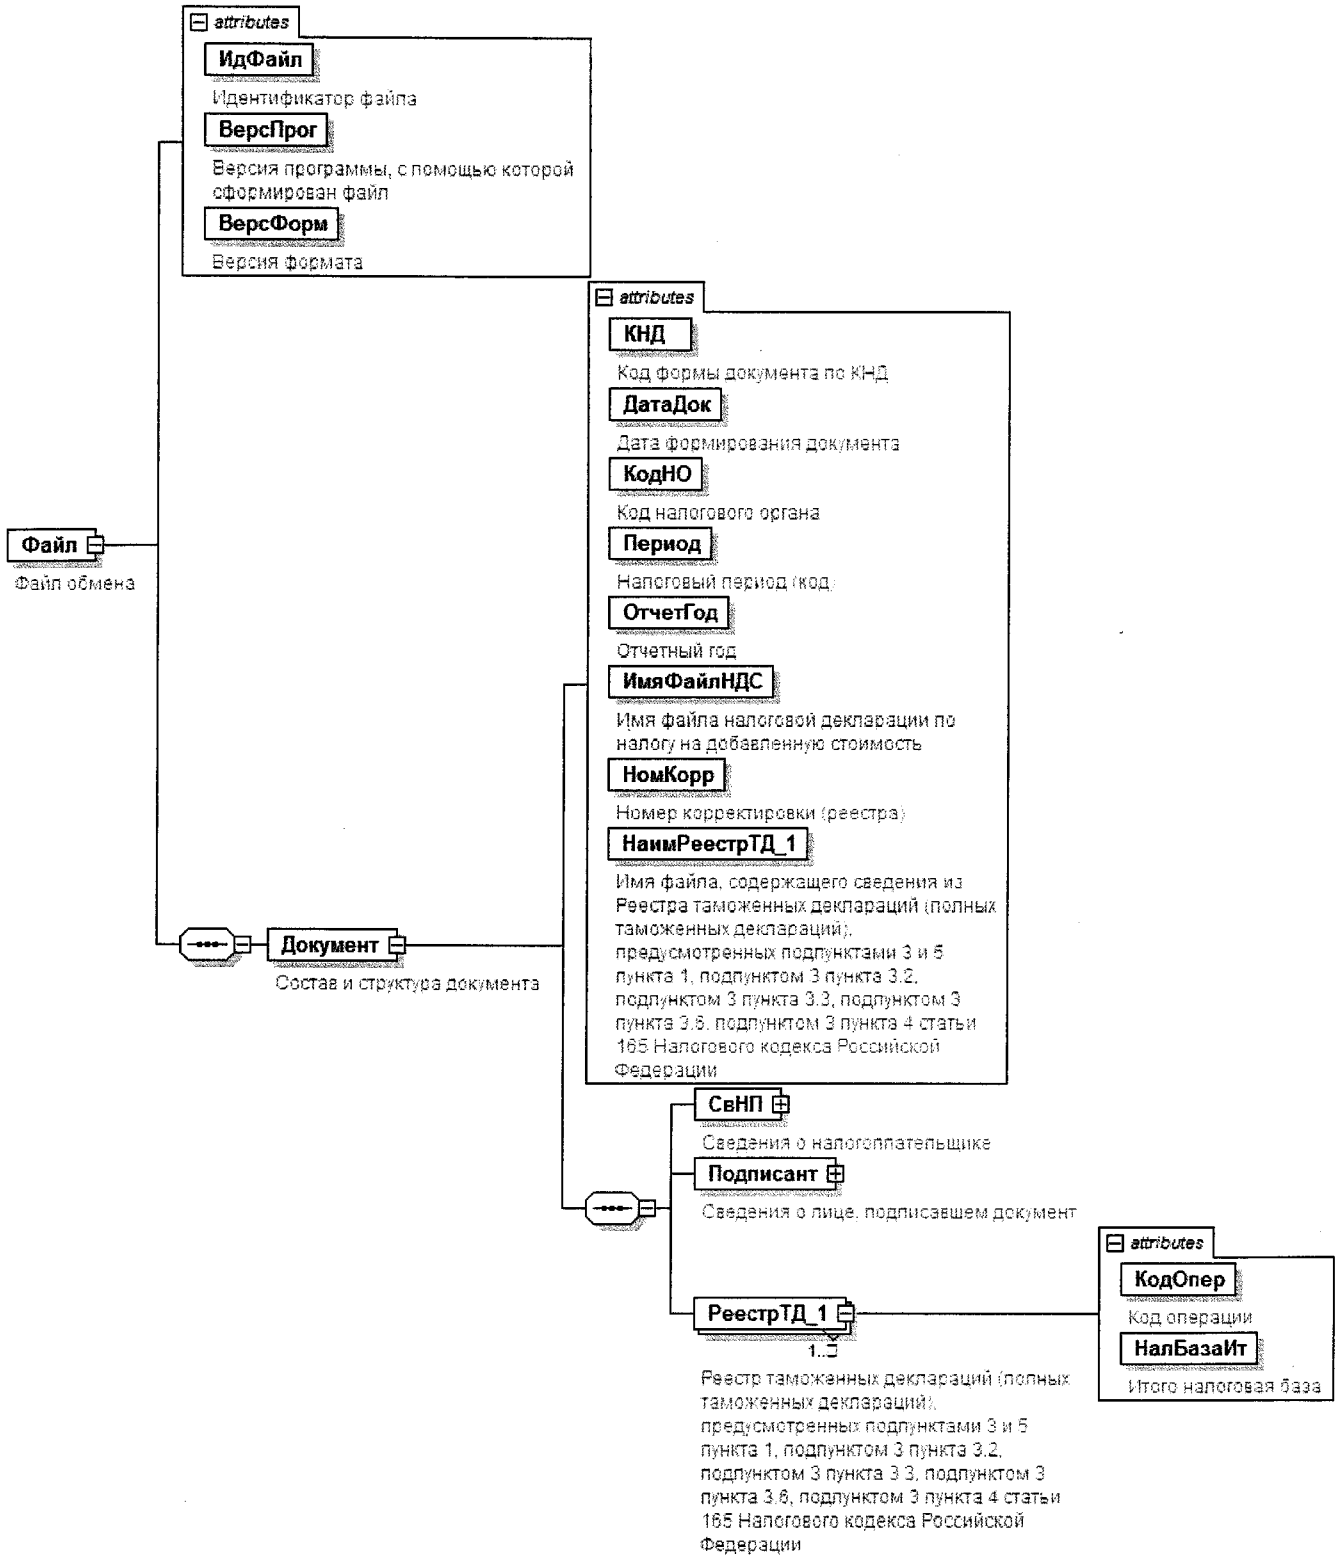 attributes
ИдФайл
Идентификатор файла
ВерсПрог
Версия программы, с помощью которой
сформирован файл
ВерсФорм
Версия формата
attributes
КНД
Код формы документа по КНД
ДатаДок
Дата формирования документа
КодНО
Код налогового органа
Период
Налоговый период (код)
ОтчетГод
Отчетный год
ИмяФайлНДС
Имя файла налоговой декларации по
налогу на добавленную стоимость
НомКорр
Номер корректировки (реестра)
НаимРеестрТД_1
Имя файла, содержащего сведения из
Реестра таможенных деклараций (полных
таможенных деклараций),
предусмотренных подпунктами 3 и 5
пункта 1, подпунктом 3 пункта 3.2,
подпунктом 3 пункта 3.3, подпунктом 3
пункта 3.6, подпунктом 3 пункта 4 статьи
165 Налогового кодекса Российской
Федерации
Файл
Файл обмена
Документ
Состав и структура документа
СвНП
Сведения о налогоплательщике
Подписант
Сведения о лице, подписавшем документ
РеестрТД_1
1..
Реестр таможенных деклараций (полных
таможенных деклараций),
предусмотренных подпунктами 3 и 5
пункта 1, подпунктом 3 пункта 3.2,
подпунктом 3 пункта 3 3, подпунктом 3
пункта 3.6, подпунктом 3 пункта 4 статьи
165 Налогового кодекса Российской
Федерации
attributes
КодОпер
Код операции
НалБазаИт
Итого налоговая база